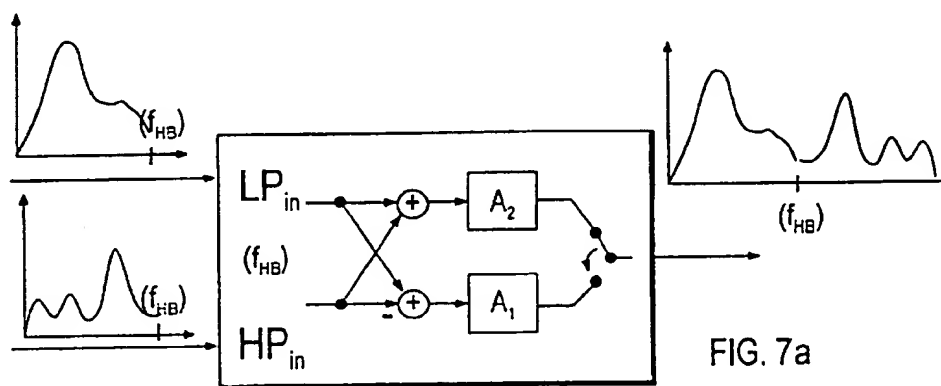 (f_HB)
(f_HB)
LP_in
(f_HB)
HP_in
+
+
-
A_2
A_1
(f_HB)
FIG. 7a